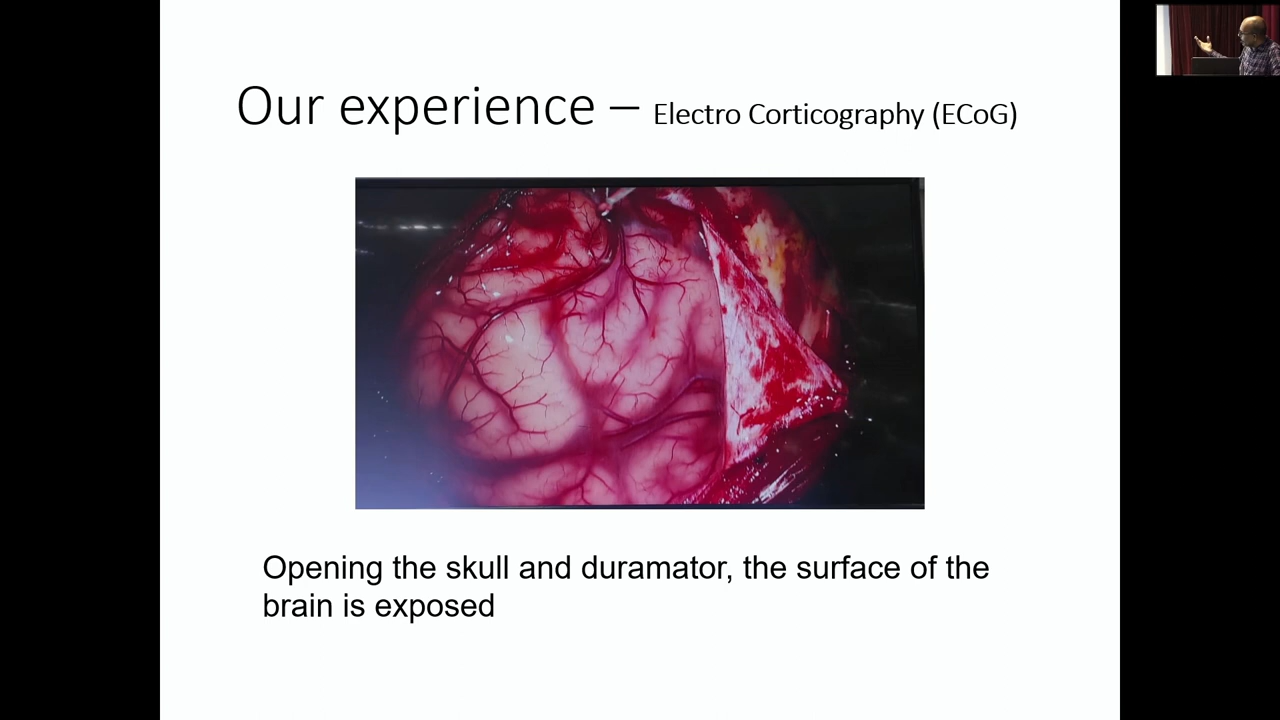 Our experience – Electro Corticography (ECoG)
Opening the skull and duramator, the surface of the
brain is exposed